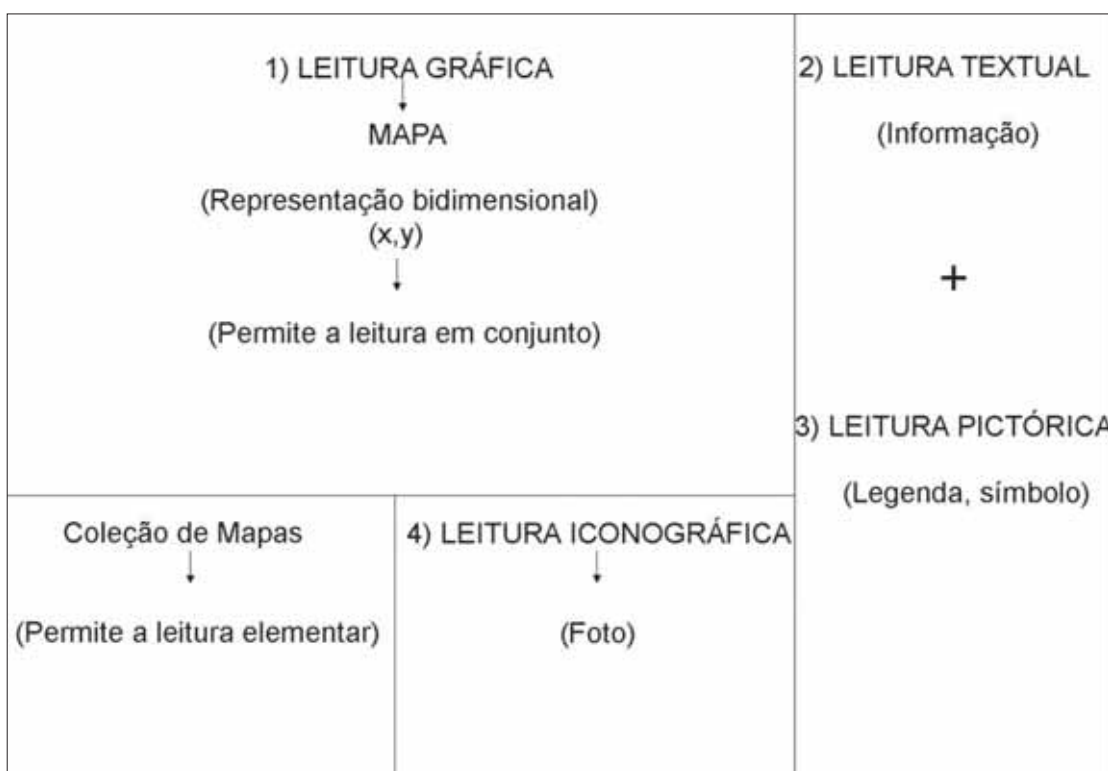 1) LEITURA GRÁFICA
MAPA
(Representação bidimensional)
(x,y)
(Permite a leitura em conjunto)
2) LEITURA TEXTUAL
(Informação)
+
3) LEITURA PICTÓRICA
(Legenda, símbolo)
Coleção de Mapas
(Permite a leitura elementar)
4) LEITURA ICONOGRÁFICA
(Foto)